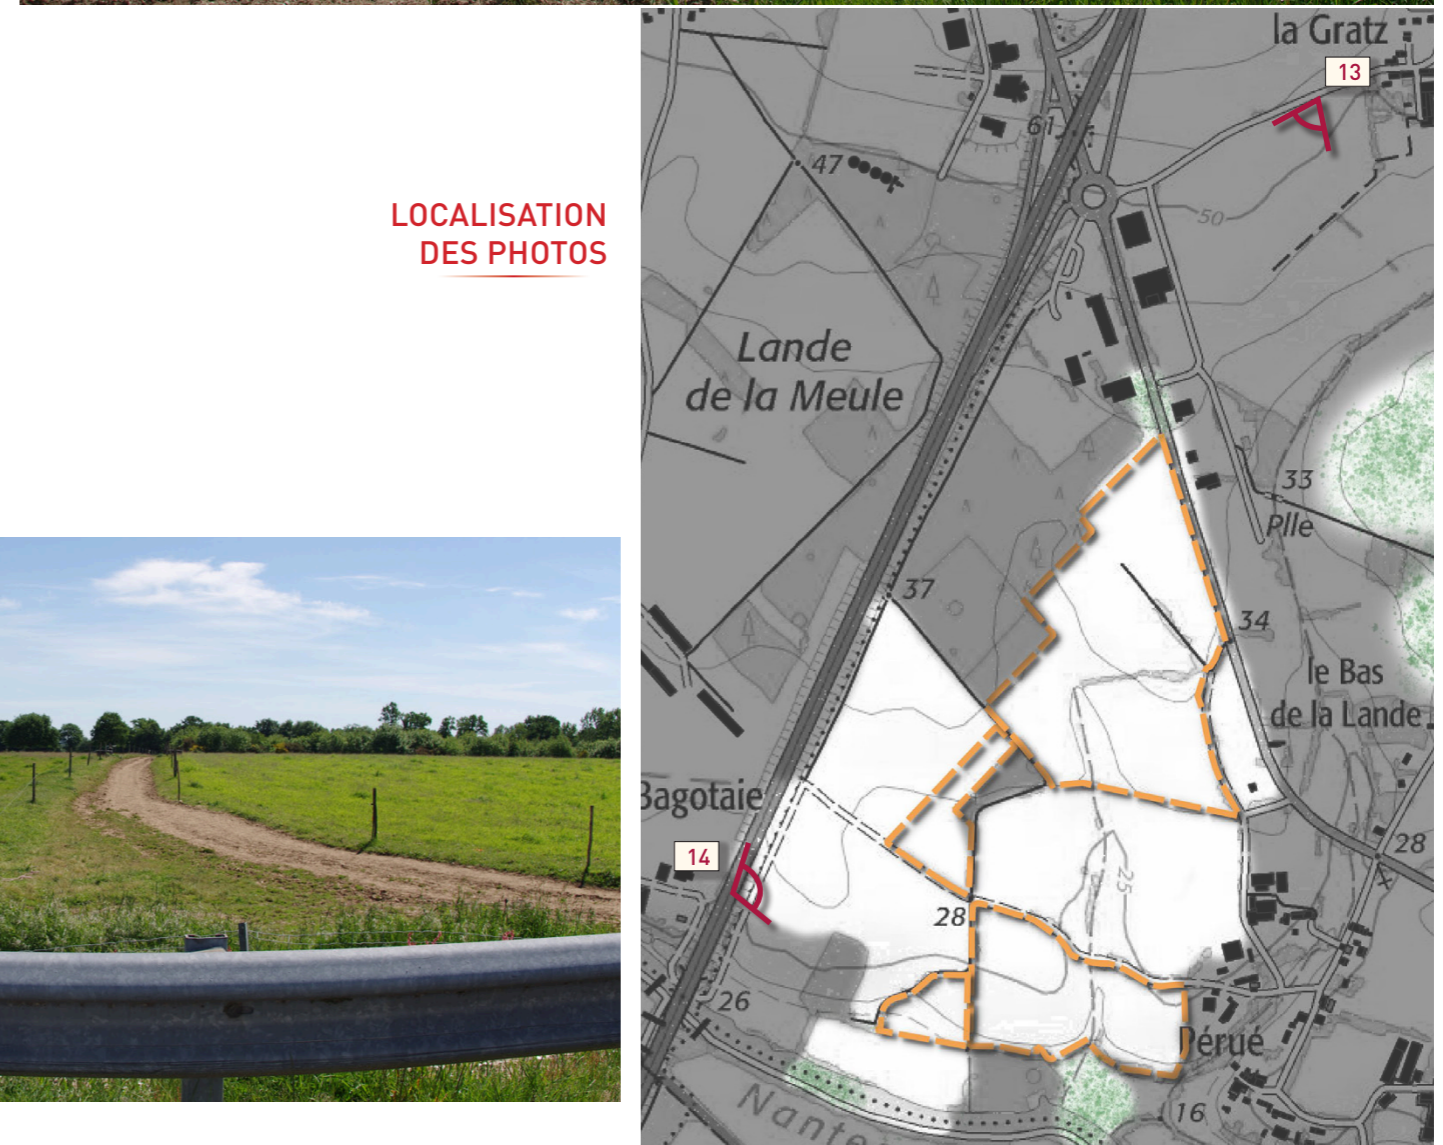 LOCALISATION
DES PHOTOS
la Gratz
13
61
47
50
Lande
de la Meule
33
Plle
37
34
le Bas
de la Lande
Bagotaie
14
28
25
28
26
Pérué
16
Nante